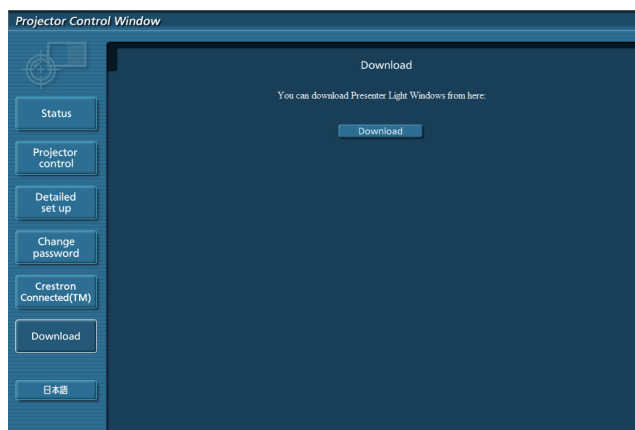 Projector Control Window
Download
You can download Presenter Light Windows from here:
Download
Status
Projector
control
Detailed
set up
Change
password
Crestron
Connected(TM)
Download
日本語